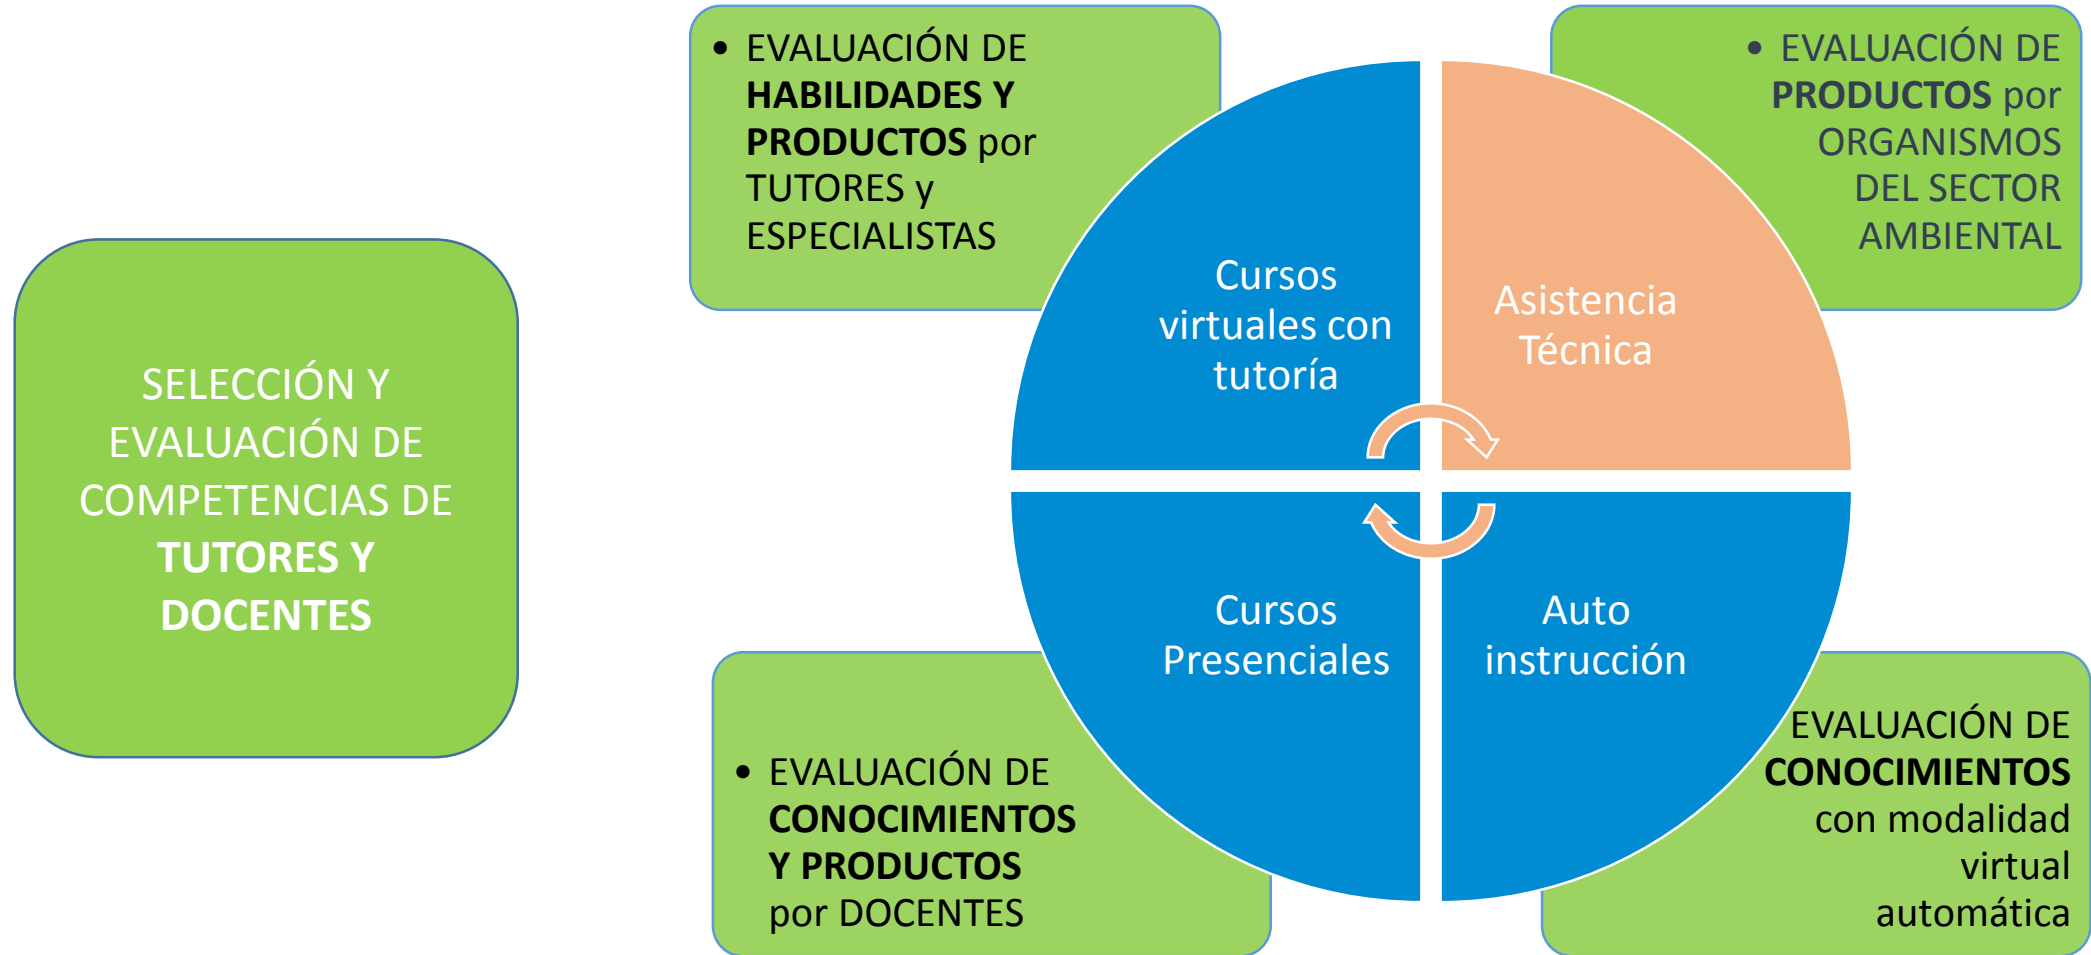 SELECCIÓN Y
EVALUACIÓN DE
COMPETENCIAS DE
TUTORES Y
DOCENTES
• EVALUACIÓN DE
HABILIDADES Y
PRODUCTOS por
TUTORES y
ESPECIALISTAS
• EVALUACIÓN DE
PRODUCTOS por
ORGANISMOS
DEL SECTOR
AMBIENTAL
Cursos
virtuales con
tutoría
Asistencia
Técnica
Cursos
Presenciales
Auto
instrucción
• EVALUACIÓN DE
CONOCIMIENTOS
Y PRODUCTOS
por DOCENTES
EVALUACIÓN DE
CONOCIMIENTOS
con modalidad
virtual
automática